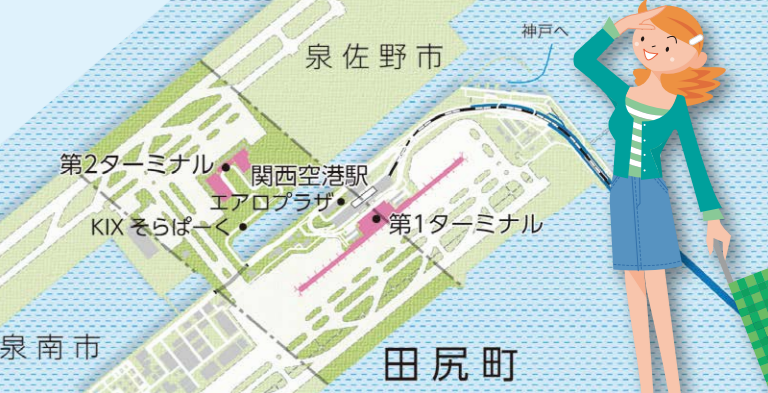 神戸へ
泉佐野市
第2ターミナル
関西空港駅
エアロプラザ
KIX そらぱーく
第1ターミナル
泉南市
田尻町